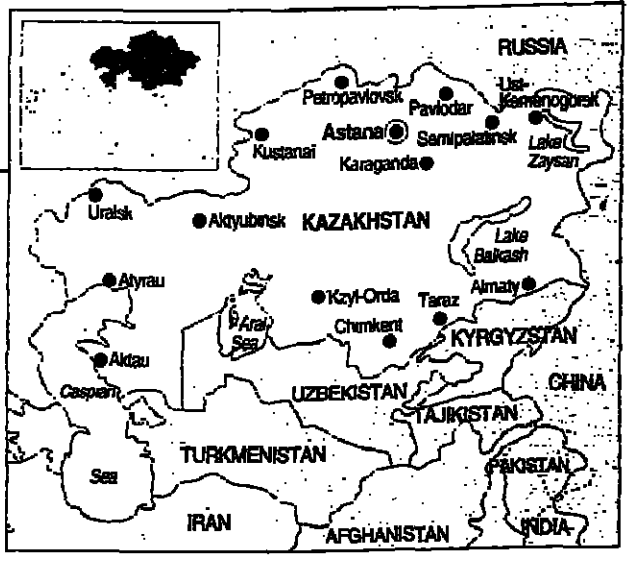 RUSSIA
Petropavlovsk
Pavlodar
Ust-
Kamenogorsk
Astana
Semipalatinsk
Kustanaï
Lake
Zaysan
Karaganda
Uralsk
Aktyubinsk
KAZAKHSTAN
Lake
Balkash
Atyrau
Almaty
Kzyl-Orda
Taraz
Aral
Sea
Chimkent
KYRGYZSTAN
Aktau
CHINA
Caspian
UZBEKISTAN
TAJIKISTAN
TURKMENISTAN
PAKISTAN
Sea
IRAN
AFGHANISTAN
INDIA